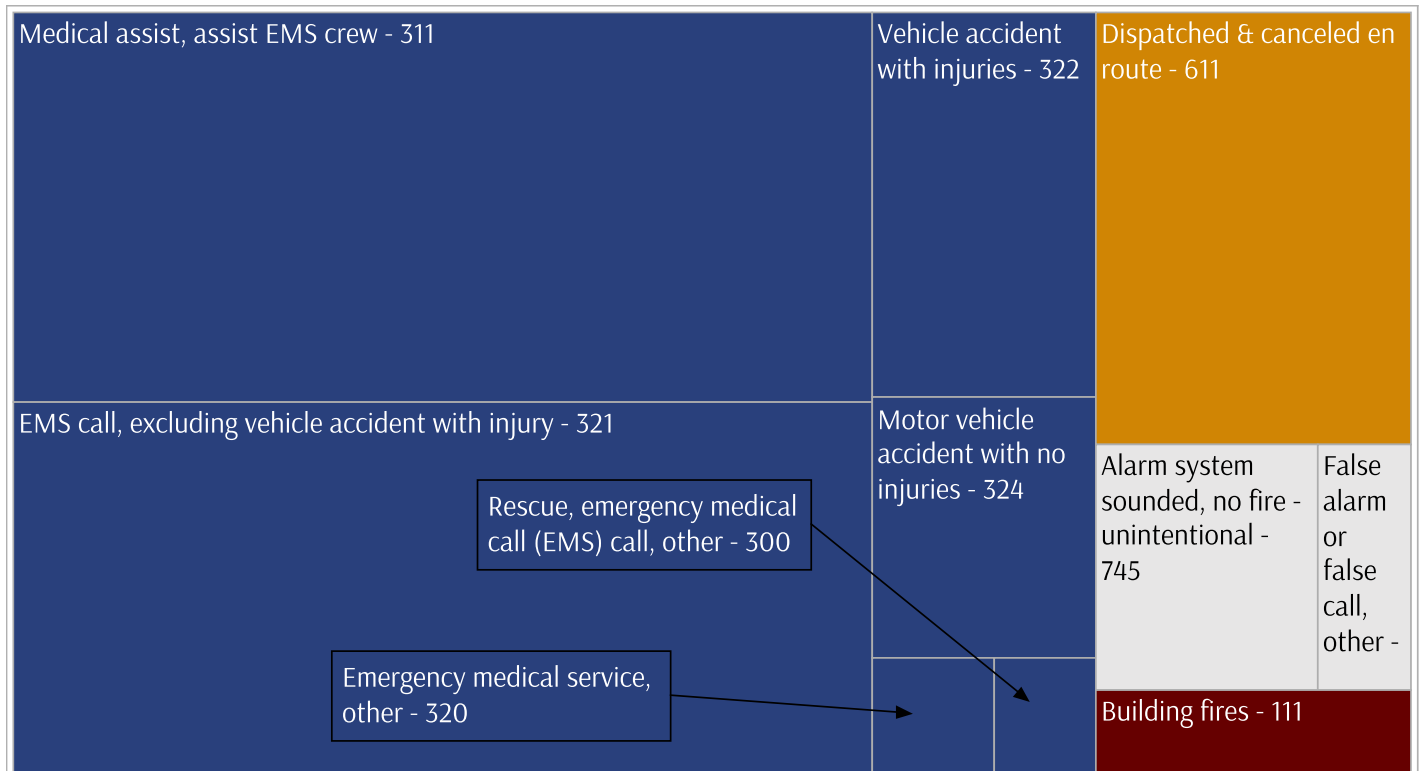 Medical assist, assist EMS crew - 311
Vehicle accident
with injuries - 322
Dispatched & canceled en
route - 611
EMS call, excluding vehicle accident with injury - 321
Motor vehicle
accident with no
injuries - 324
Rescue, emergency medical
call (EMS) call, other - 300
Emergency medical service,
other - 320
Alarm system
sounded, no fire -
unintentional -
745
False
alarm
or
false
call,
other -
Building fires - 111